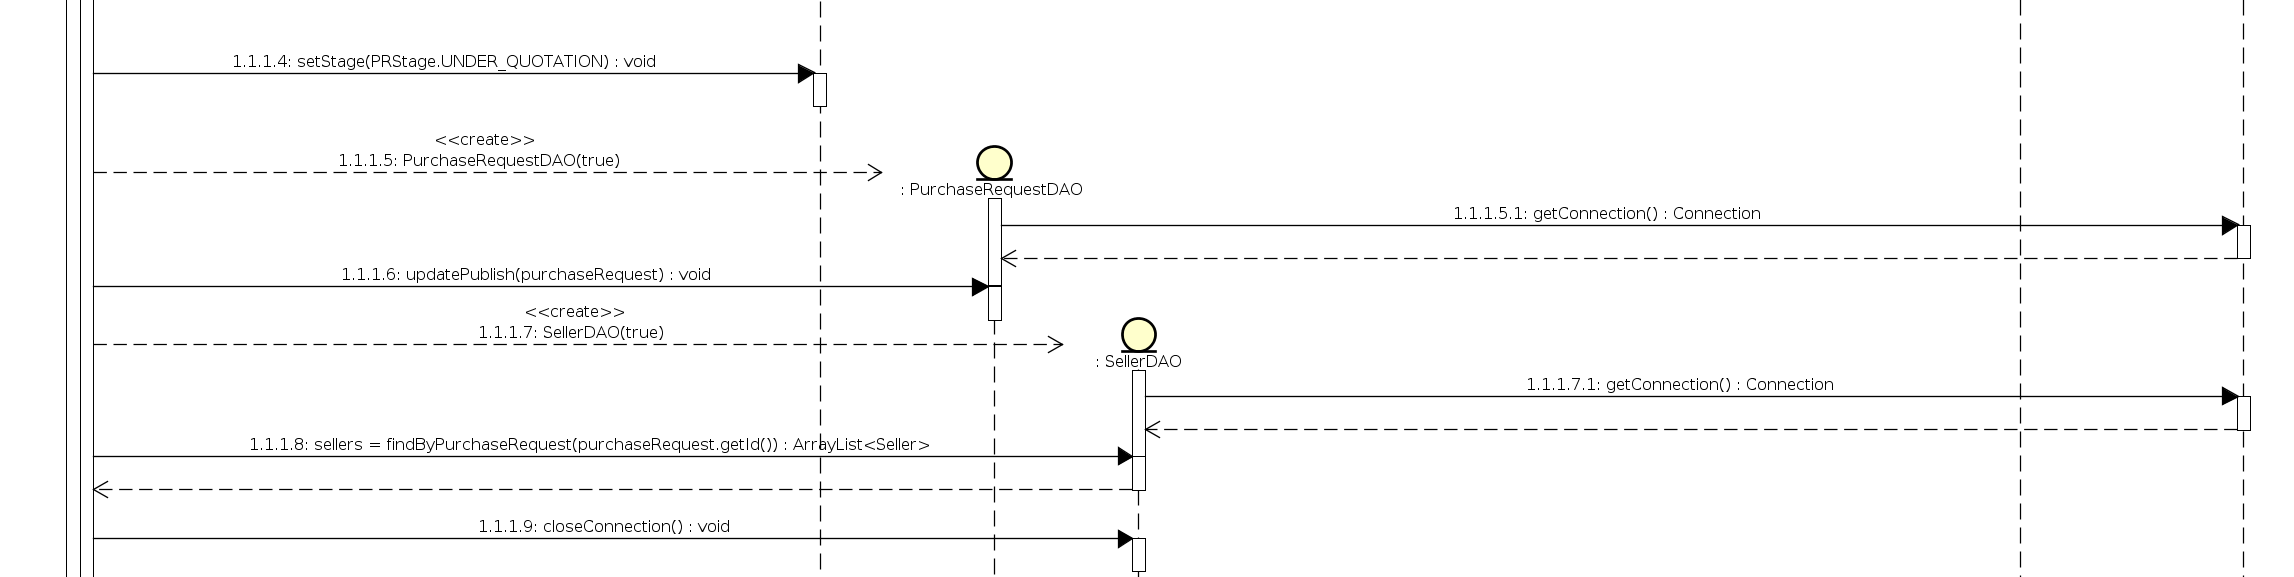 1.1.1.4: setStage(PRStage.UNDER_QUOTATION) : void
<<create>>
1.1.1.5: PurchaseRequestDAO(true)
: PurchaseRequestDAO
1.1.1.5.1: getConnection() : Connection
1.1.1.6: updatePublish(purchaseRequest) : void
<<create>>
1.1.1.7: SellerDAO(true)
: SellerDAO
1.1.1.7.1: getConnection() : Connection
1.1.1.8: sellers = findByPurchaseRequest(purchaseRequest.getId()) : ArrayList<Seller>
1.1.1.9: closeConnection() : void